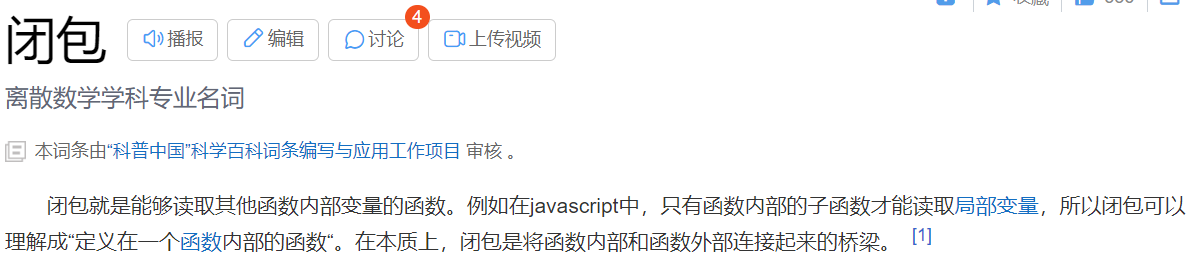 闭包 播报 编辑 讨论 4 上传视频
离散数学学科专业名词
本词条由“科普中国”科学百科词条编写与应用工作项目 审核 。
闭包就是能够读取其他函数内部变量的函数。例如在javascript中，只有函数内部的子函数才能读取局部变量，所以闭包可以
理解成“定义在一个函数内部的函数“。在本质上，闭包是将函数内部和函数外部连接起来的桥梁。 [1]